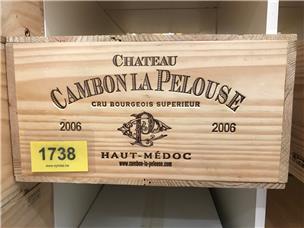 CHATEAU
CAMBON LA PELOUSE
CRU BOURGEOIS SUPERIEUR
2006 2006
HAUT-MÉDOC
www.cambon-la-pelouse.com
1738